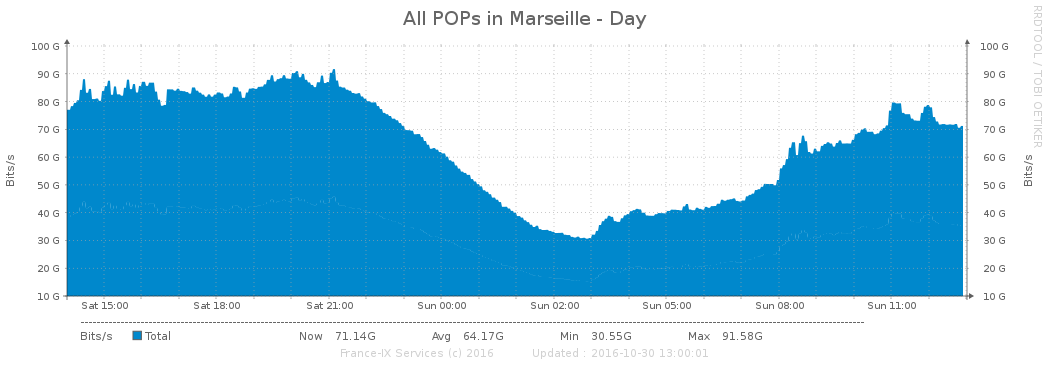 All POPs in Marseille - Day
RRDTOOL / TOBI OETIKER
100 G 100 G
90 G 90 G
80 G 80 G
70 G 70 G
60 G 60 G
50 G 50 G
40 G 40 G
30 G 30 G
20 G 20 G
10 G 10 G
Bits/s
Bits/s
Sat 15:00 Sat 18:00 Sat 21:00 Sun 00:00 Sun 02:00 Sun 05:00 Sun 08:00 Sun 11:00
Bits/s Total Now 71.14G Avg 64.17G Min 30.55G Max 91.58G
France-IX Services (c) 2016 Updated : 2016-10-30 13:00:01